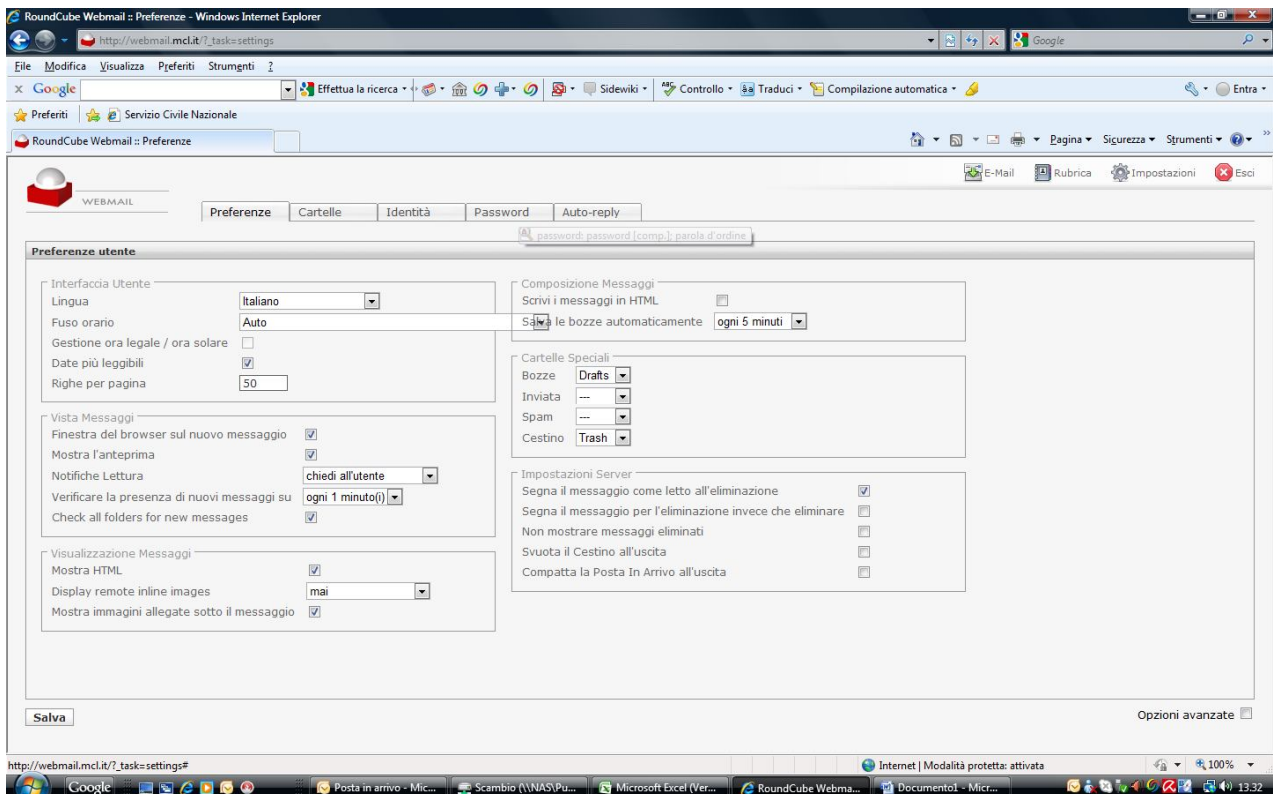 RoundCube Webmail :: Preferenze - Windows Internet Explorer
http://webmail.mcl.it/?_task=settings
Google
File Modifica Visualizza Preferiti Strumenti ?
x Google Effettua la ricerca Sidewiki ABC Controllo Traduci Compilazione automatica Entra
Preferiti Servizio Civile Nazionale
RoundCube Webmail :: Preferenze Pagina Sicurezza Strumenti
E-Mail Rubrica Impostazioni Esci
WEBMAIL
Preferenze Cartelle Identità Password Auto-reply
password: password [comp.]; parola d'ordine
Preferenze utente
Interfaccia Utente
Lingua Italiano
Fuso orario Auto
Gestione ora legale / ora solare
Date più leggibili
Righe per pagina 50
Vista Messaggi
Finestra del browser sul nuovo messaggio
Mostra l'anteprima
Notifiche Lettura chiedi all'utente
Verificare la presenza di nuovi messaggi su ogni 1 minuto(i)
Check all folders for new messages
Visualizzazione Messaggi
Mostra HTML
Display remote inline images mai
Mostra immagini allegate sotto il messaggio
Composizione Messaggi
Scrivi i messaggi in HTML
Salva le bozze automaticamente ogni 5 minuti
Cartelle Speciali
Bozze Drafts
Inviata ---
Spam ---
Cestino Trash
Impostazioni Server
Segna il messaggio come letto all'eliminazione
Segna il messaggio per l'eliminazione invece che eliminare
Non mostrare messaggi eliminati
Svuota il Cestino all'uscita
Compatta la Posta In Arrivo all'uscita
Salva
Opzioni avanzate
http://webmail.mcl.it/?_task=settings# Internet | Modalità protetta: attivata 100%
Google Posta in arrivo - Mic... Scambio (\\NAS\Pu... Microsoft Excel (Ver... RoundCube Webma... Documento1 - Micr... 13.32